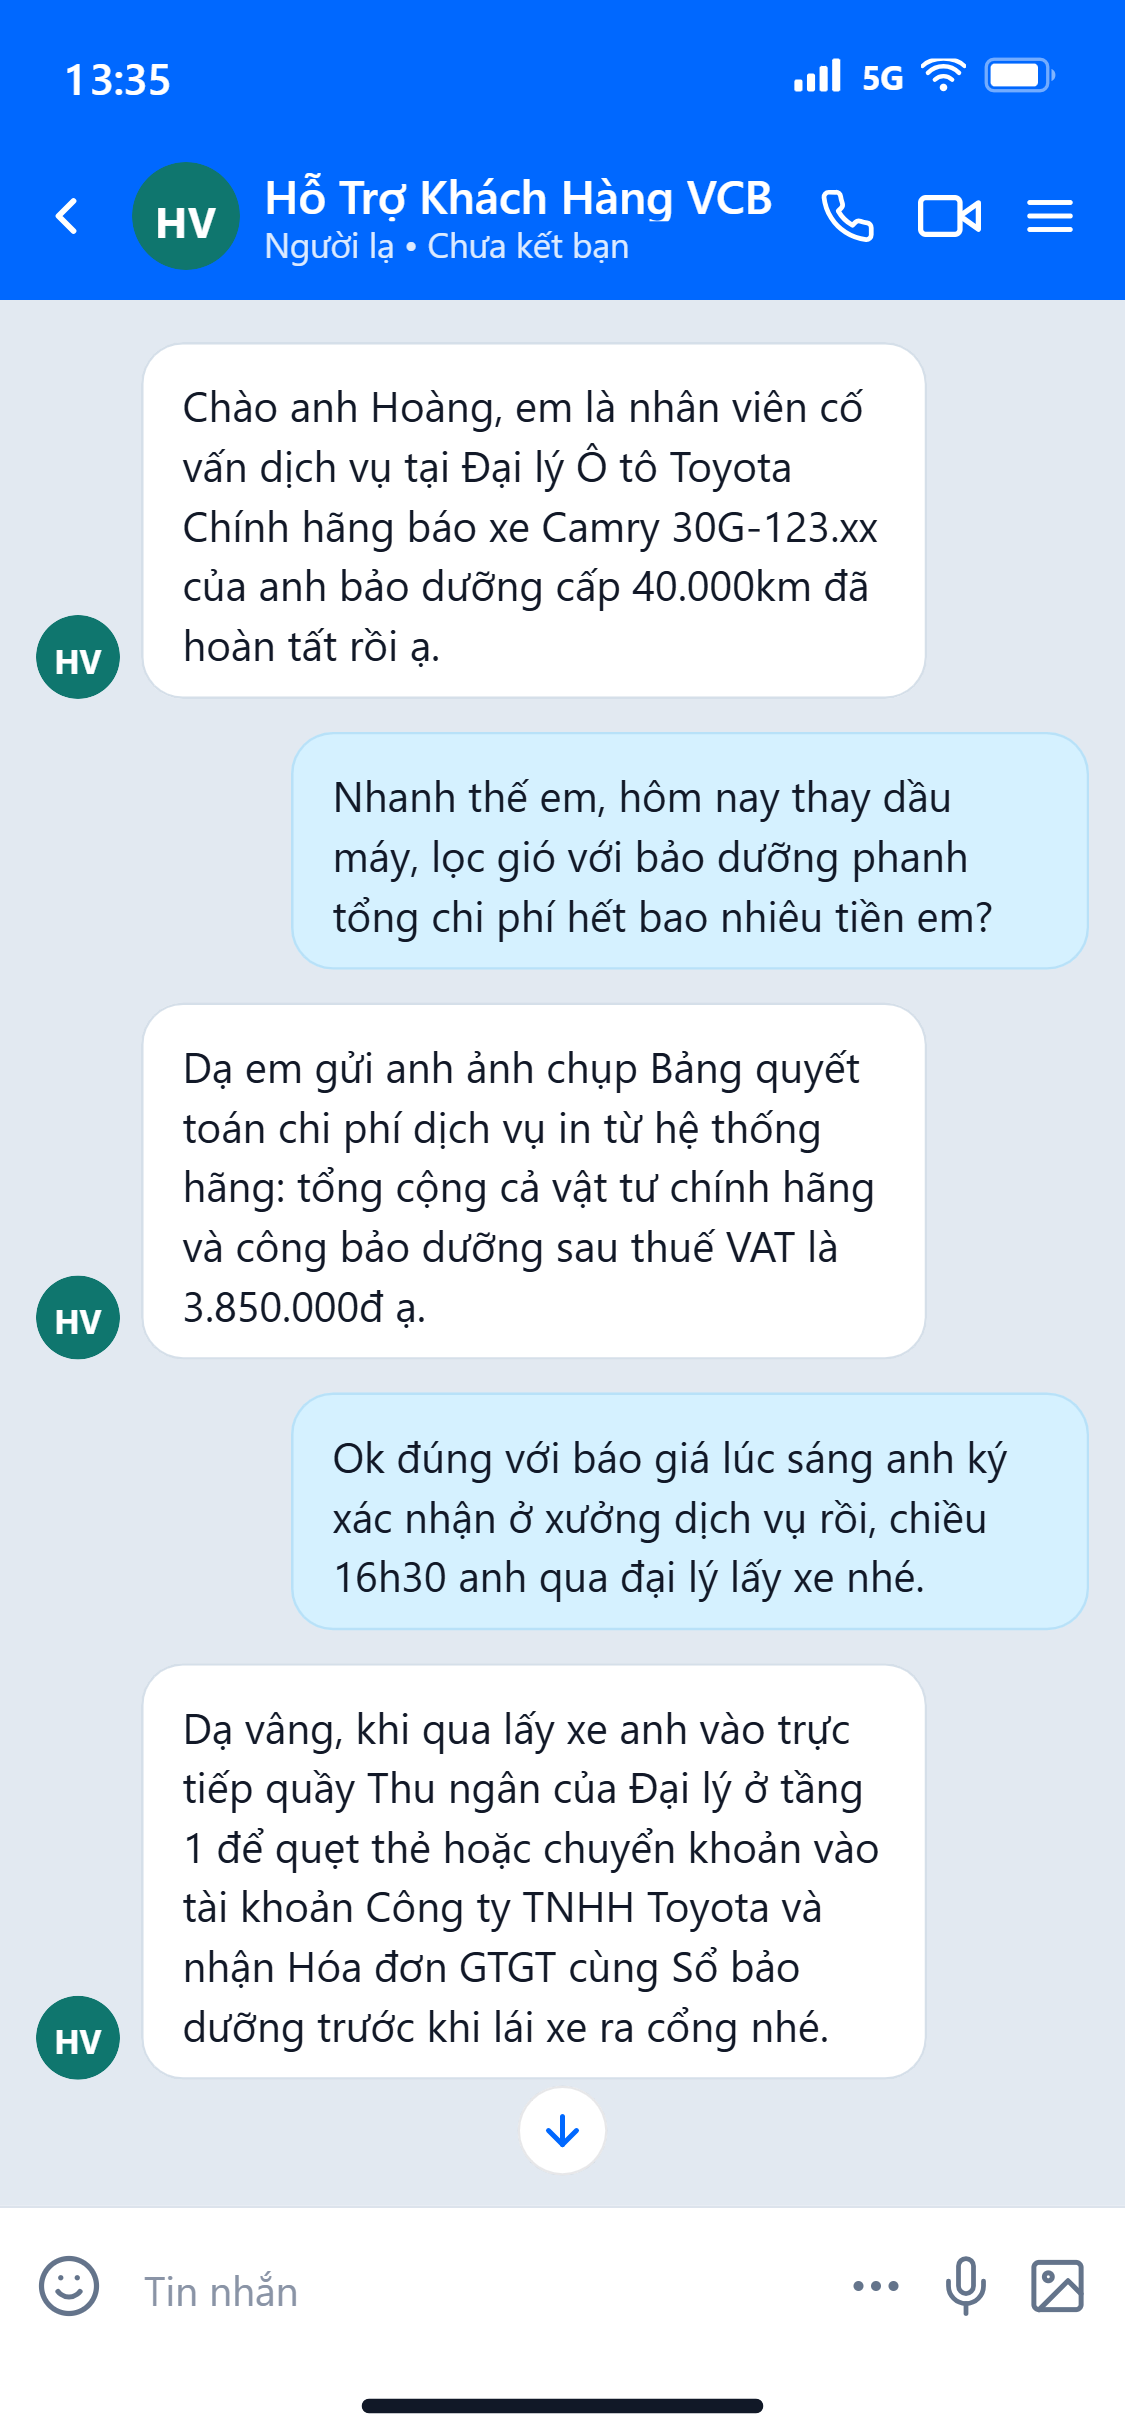 13:35
5G
HV
Hỗ Trợ Khách Hàng VCB
Người lạ • Chưa kết bạn
Chào anh Hoàng, em là nhân viên cố
vấn dịch vụ tại Đại lý Ô tô Toyota
Chính hãng báo xe Camry 30G-123.xx
của anh bảo dưỡng cấp 40.000km đã
hoàn tất rồi ạ.
HV
Nhanh thế em, hôm nay thay dầu
máy, lọc gió với bảo dưỡng phanh
tổng chi phí hết bao nhiêu tiền em?
Dạ em gửi anh ảnh chụp Bảng quyết
toán chi phí dịch vụ in từ hệ thống
hãng: tổng cộng cả vật tư chính hãng
và công bảo dưỡng sau thuế VAT là
3.850.000đ ạ.
HV
Ok đúng với báo giá lúc sáng anh ký
xác nhận ở xưởng dịch vụ rồi, chiều
16h30 anh qua đại lý lấy xe nhé.
Dạ vâng, khi qua lấy xe anh vào trực
tiếp quầy Thu ngân của Đại lý ở tầng
1 để quẹt thẻ hoặc chuyển khoản vào
tài khoản Công ty TNHH Toyota và
nhận Hóa đơn GTGT cùng Sổ bảo
dưỡng trước khi lái xe ra cổng nhé.
HV
Tin nhắn